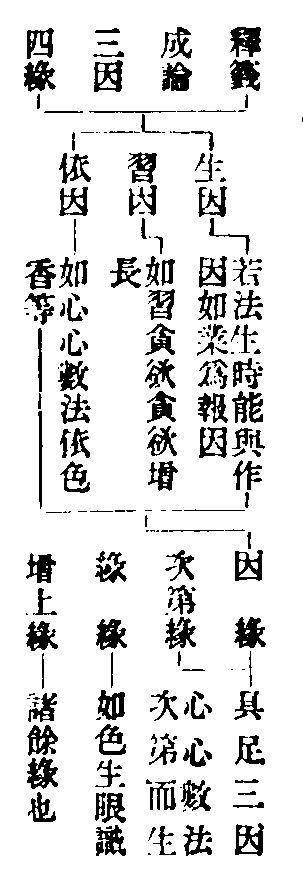 釋籤
成論
三因
四緣
生因
若法生時能與作
因如業為報因
習因
如習貪欲貪欲增
長
依因
如心心數法依色
香等
因緣
具足三因
次第緣
心心數法
次第而生
緣緣
如色生眼識
增上緣
諸餘緣也